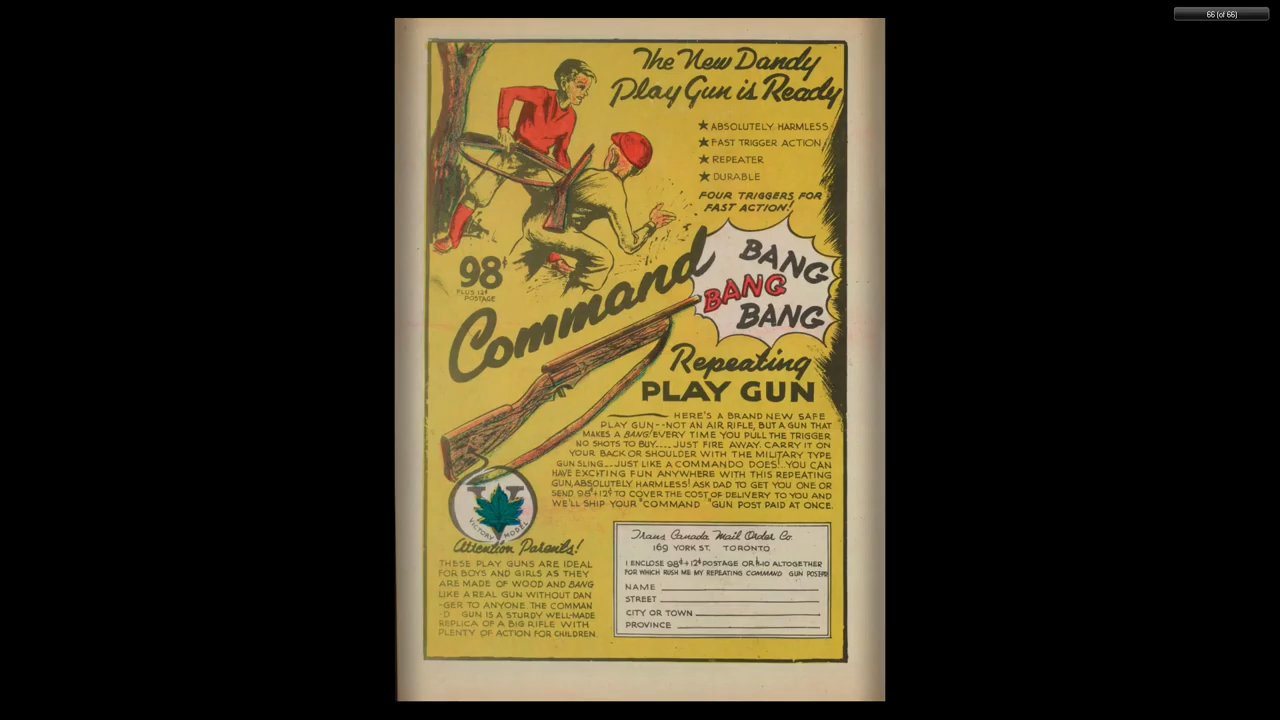 66 (of 66)
The New Dandy
Play Gun is Ready
★ ABSOLUTELY HARMLESS
★ FAST TRIGGER ACTION
★ REPEATER
★ DURABLE
FOUR TRIGGERS FOR
FAST ACTION!
98¢
PLUS 12¢
POSTAGE
Command
BANG
BANG
BANG
Repeating
PLAY GUN
HERE'S A BRAND NEW SAFE
PLAY GUN--NOT AN AIR RIFLE, BUT A GUN THAT
MAKES A BANG! EVERY TIME YOU PULL THE TRIGGER
NO SHOTS TO BUY---- JUST FIRE AWAY. CARRY IT ON
YOUR BACK OR SHOULDER WITH THE MILITARY TYPE
GUN SLING---JUST LIKE A COMMANDO DOES!. YOU CAN
HAVE EXCITING FUN ANYWHERE WITH THIS REPEATING
GUN, ABSOLUTELY HARMLESS! ASK DAD TO GET YOU ONE OR
SEND 98¢+12¢ TO COVER THE COST OF DELIVERY TO YOU AND
WE'LL SHIP YOUR "COMMAND "GUN POST PAID AT ONCE.
V
VICTORY MODEL
Attention Parents!
THESE PLAY GUNS ARE IDEAL
FOR BOYS AND GIRLS AS THEY
ARE MADE OF WOOD AND BANG
LIKE A REAL GUN WITHOUT DAN
-GER TO ANYONE. THE COMMAN
-D GUN IS A STURDY WELL-MADE
REPLICA OF A BIG RIFLE WITH
PLENTY OF ACTION FOR CHILDREN.
Trans Canada Mail Order Co.
169 YORK ST. TORONTO
I ENCLOSE 98¢+12¢ POSTAGE OR $1.10 ALTOGETHER
FOR WHICH RUSH ME MY REPEATING COMMAND GUN
NAME
STREET
CITY OR TOWN
PROVINCE